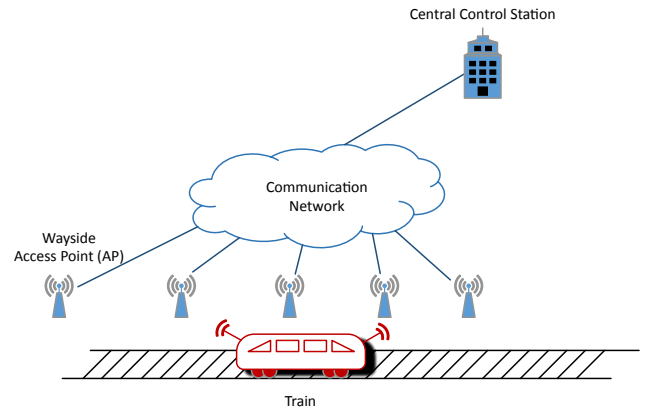 Central Control Station
Communication
Network
Wayside
Access Point (AP)
Train